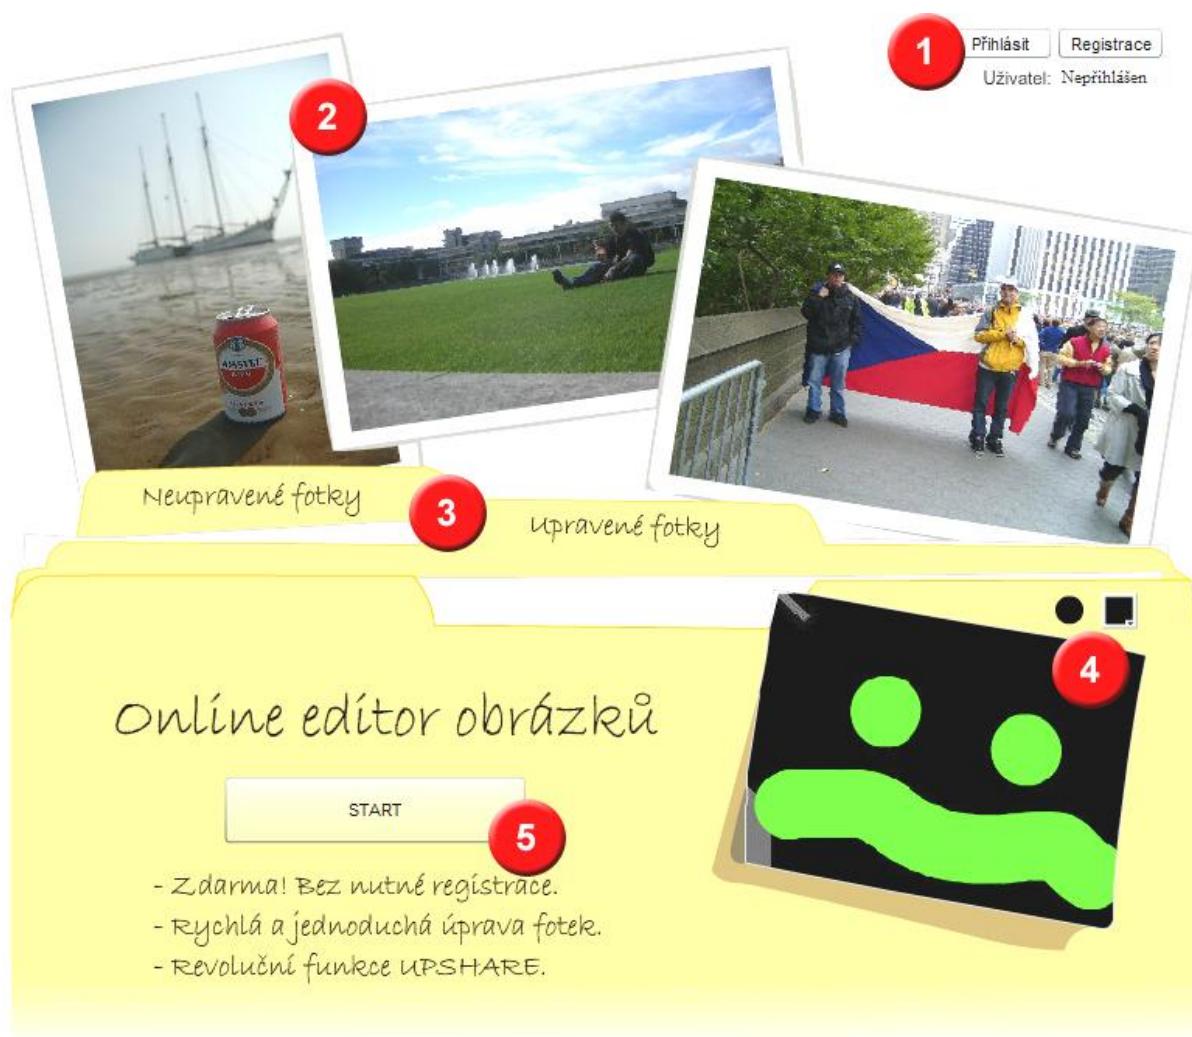 1
Přihlásit
Registrace
Uživatel: Nepřihlášen
2
AMSTEL
Neupravené fotky
3
Upravené fotky
4
Online editor obrázků
START
5
- Zdarma! Bez nutné registrace.
- Rychlá a jednoduchá úprava fotek.
- Revoluční funkce UPSHARE.